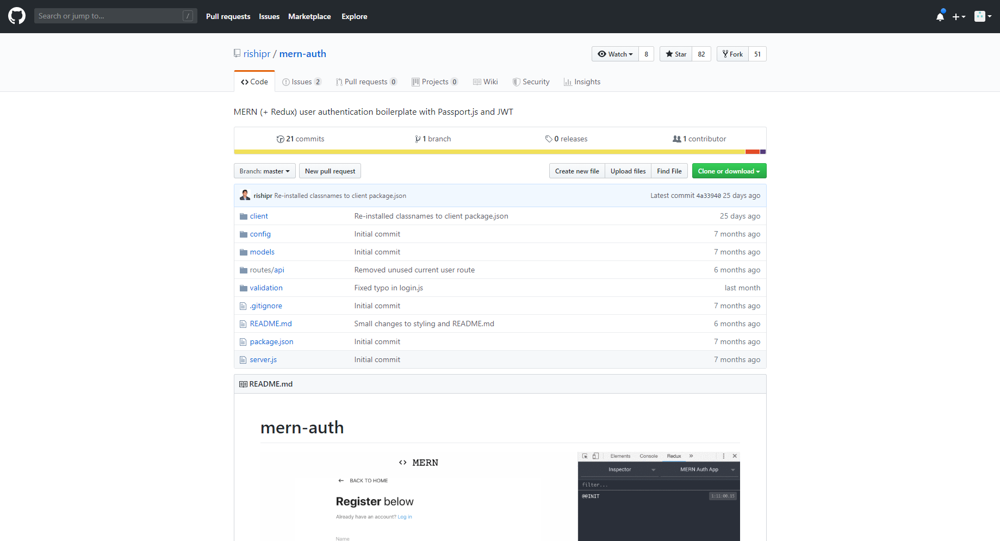 Search or jump to... /
Pull requests Issues Marketplace Explore
rishipr / mern-auth
Watch 8 Star 82 Fork 51
Code Issues 2 Pull requests 0 Projects 0 Wiki Security Insights
MERN (+ Redux) user authentication boilerplate with Passport.js and JWT
21 commits 1 branch 0 releases 1 contributor
Branch: master New pull request Create new file Upload files Find File Clone or download
rishipr Re-installed classnames to client package.json Latest commit 4a33940 25 days ago
client Re-installed classnames to client package.json 25 days ago
config Initial commit 7 months ago
models Initial commit 7 months ago
routes/api Removed unused current user route 6 months ago
validation Fixed typo in login.js last month
.gitignore Initial commit 7 months ago
README.md Small changes to styling and README.md 6 months ago
package.json Initial commit 7 months ago
server.js Initial commit 7 months ago
README.md
mern-auth
<> MERN
← BACK TO HOME
Register below
Already have an account? Log in
Name
Elements Console Redux »
Inspector MERN Auth App
filter...
@@INIT 1:11:00.15